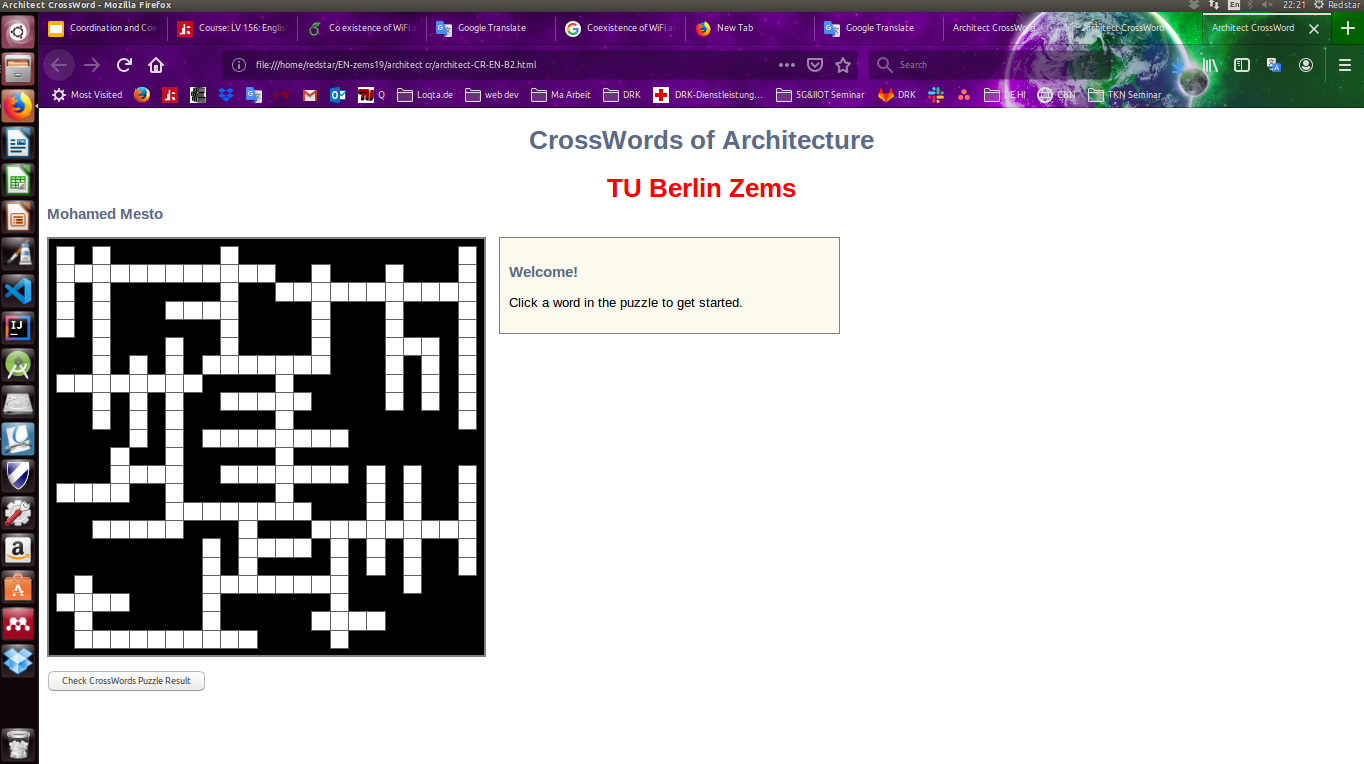 Architect CrossWord - Mozilla Firefox
En 22:21 Redstar
Coordination and Coe
Course: LV 156: Englis
Co existence of WiFi a
Google Translate
Coexistence of WiFi a
New Tab
Google Translate
Architect CrossWord
Architect CrossWord
Architect CrossWord
file:///home/redstar/EN-zems19/architect cr/architect-CR-EN-B2.html
Search
Most Visited
Q
Loqta.de
web dev
Ma Arbeit
DRK
DRK-Dienstleistung...
5G&IIOT Seminar
DRK
DEHI
CBN
TKN Seminar
CrossWords of Architecture
TU Berlin Zems
Mohamed Mesto
Welcome!
Click a word in the puzzle to get started.
Check CrossWords Puzzle Result